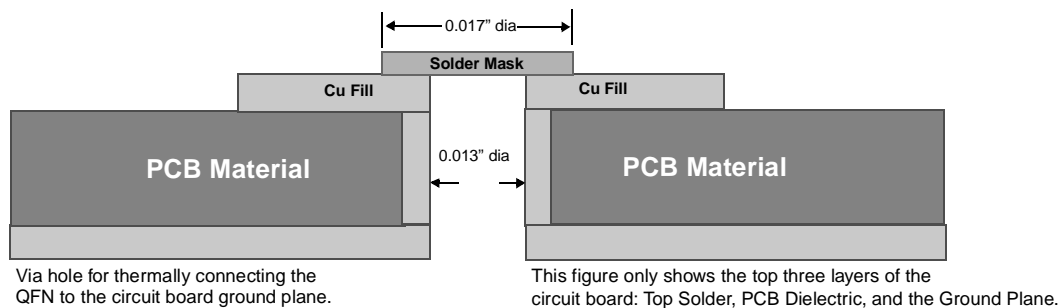 0.017” dia
Solder Mask
Cu Fill
Cu Fill
PCB Material
0.013” dia
PCB Material
Via hole for thermally connecting the
QFN to the circuit board ground plane.
This figure only shows the top three layers of the
circuit board: Top Solder, PCB Dielectric, and the Ground Plane.